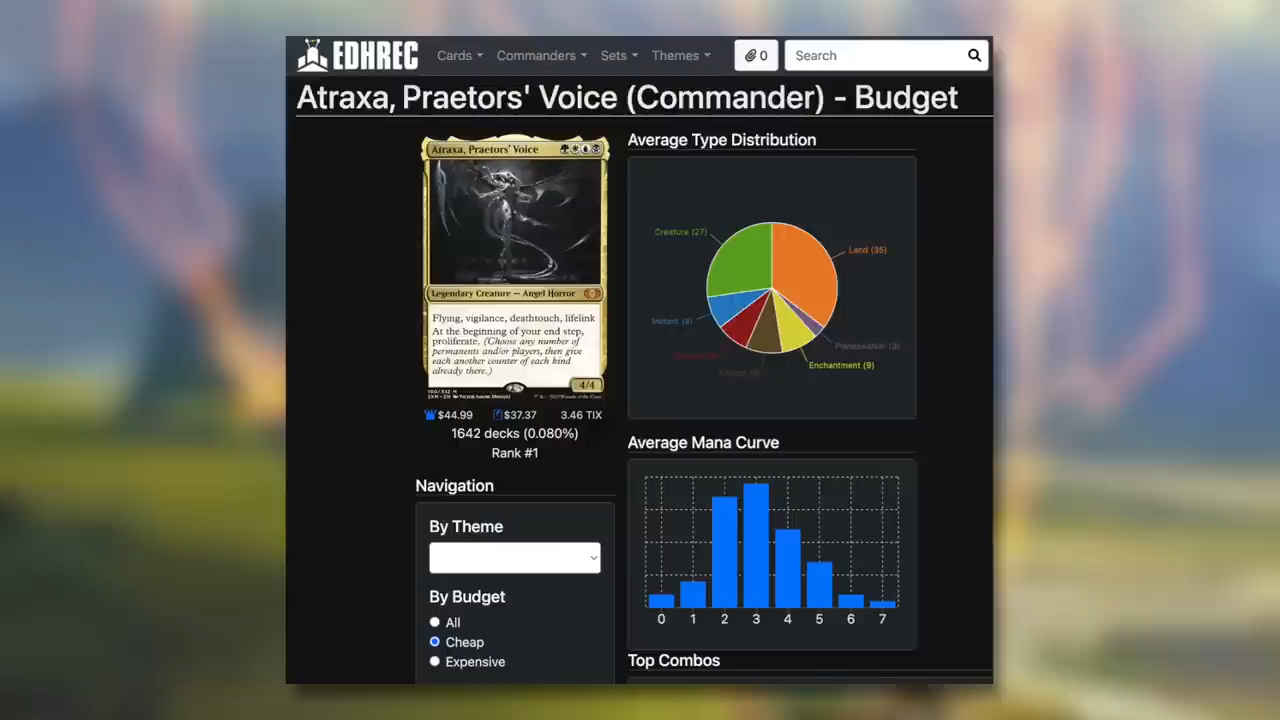 EDHREC
Cards
Commanders
Sets
Themes
0
Search
Atraxa, Praetors' Voice (Commander) - Budget
Atraxa, Praetors' Voice
Legendary Creature — Angel Horror
Flying, vigilance, deathtouch, lifelink
At the beginning of your end step,
proliferate. (Choose any number of
permanents and/or players, then give
each another counter of each kind
already there.)
4/4
$44.99
$37.37
3.46 TIX
1642 decks (0.080%)
Rank #1
Navigation
By Theme
By Budget
All
Cheap
Expensive
Average Type Distribution
Creature (27)
Land (35)
Instant (8)
Planeswalker (3)
Enchantment (9)
Average Mana Curve
0 1 2 3 4 5 6 7
Top Combos